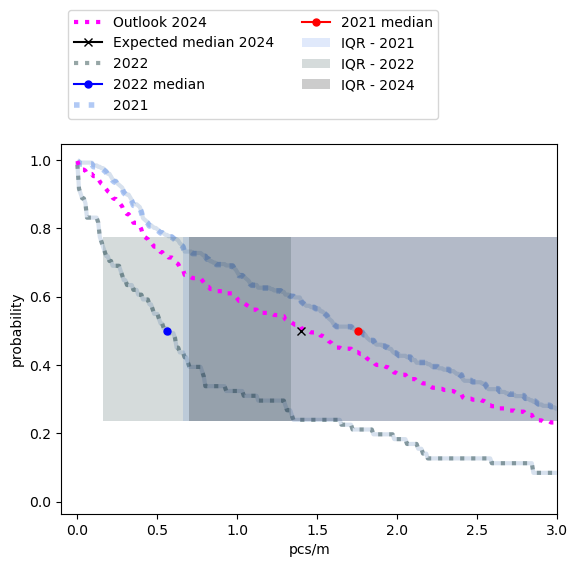 Outlook 2024
Expected median 2024
2022
2022 median
2021
2021 median
IQR - 2021
IQR - 2022
IQR - 2024
1.0
0.8
0.6
0.4
0.2
0.0
probability
0.0 0.5 1.0 1.5 2.0 2.5 3.0
pcs/m